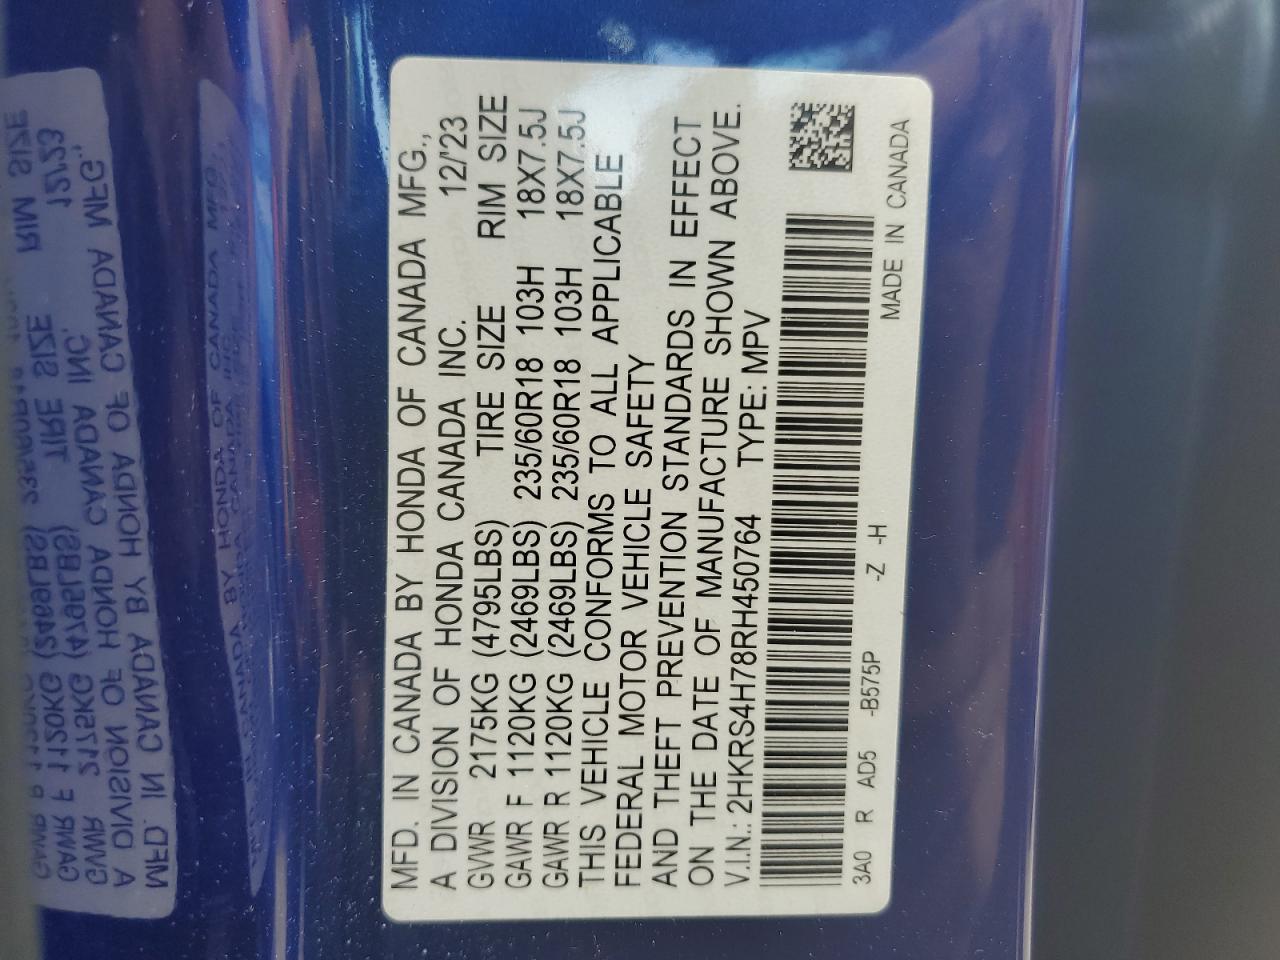 MFD. IN CANADA BY HONDA OF CANADA MFG.,
A DIVISION OF HONDA CANADA INC. 12/'23
GVWR 2175KG (4795LBS) TIRE SIZE RIM SIZE
GAWR F 1120KG (2469LBS) 235/60R18 103H 18X7.5J
GAWR R 1120KG (2469LBS) 235/60R18 103H 18X7.5J
THIS VEHICLE CONFORMS TO ALL APPLICABLE
FEDERAL MOTOR VEHICLE SAFETY
AND THEFT PREVENTION STANDARDS IN EFFECT
ON THE DATE OF MANUFACTURE SHOWN ABOVE.
V.I.N.: 2HKRS4H78RH450764 TYPE: MPV
3A0 R AD5 -B575P -Z -H
MADE IN CANADA